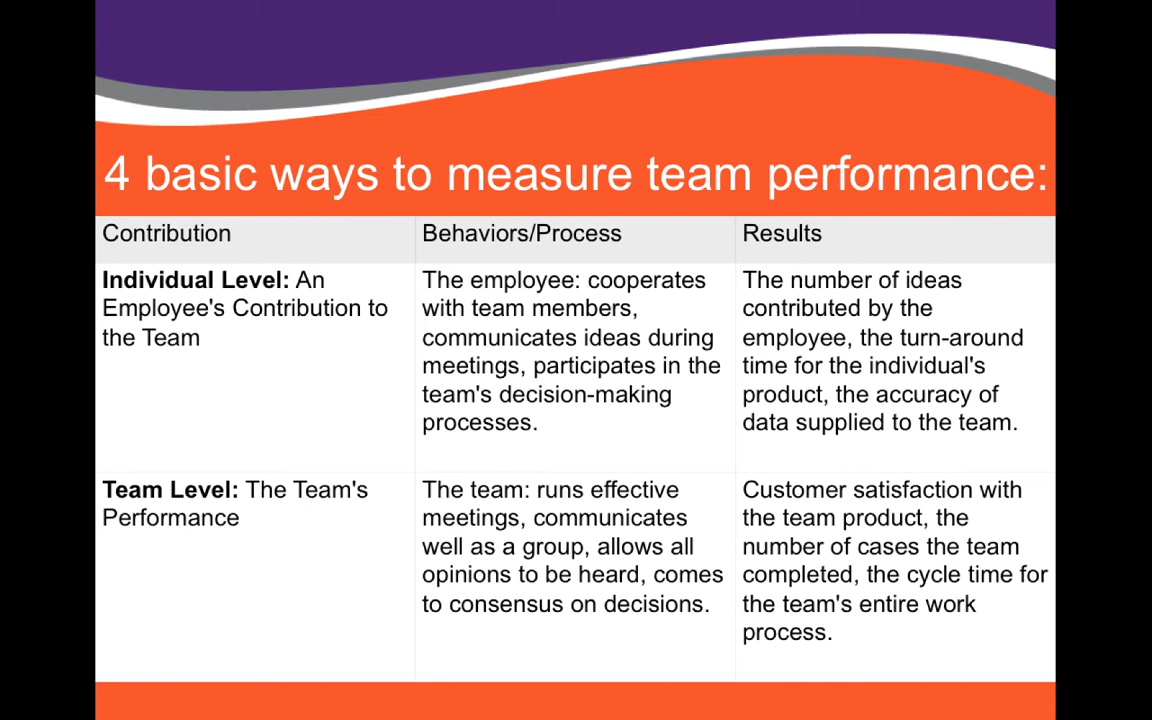 4 basic ways to measure team performance:
Contribution
Behaviors/Process
Results
Individual Level: An
Employee's Contribution to
the Team
The employee: cooperates
with team members,
communicates ideas during
meetings, participates in the
team's decision-making
processes.
The number of ideas
contributed by the
employee, the turn-around
time for the individual's
product, the accuracy of
data supplied to the team.
Team Level: The Team's
Performance
The team: runs effective
meetings, communicates
well as a group, allows all
opinions to be heard, comes
to consensus on decisions.
Customer satisfaction with
the team product, the
number of cases the team
completed, the cycle time for
the team's entire work
process.